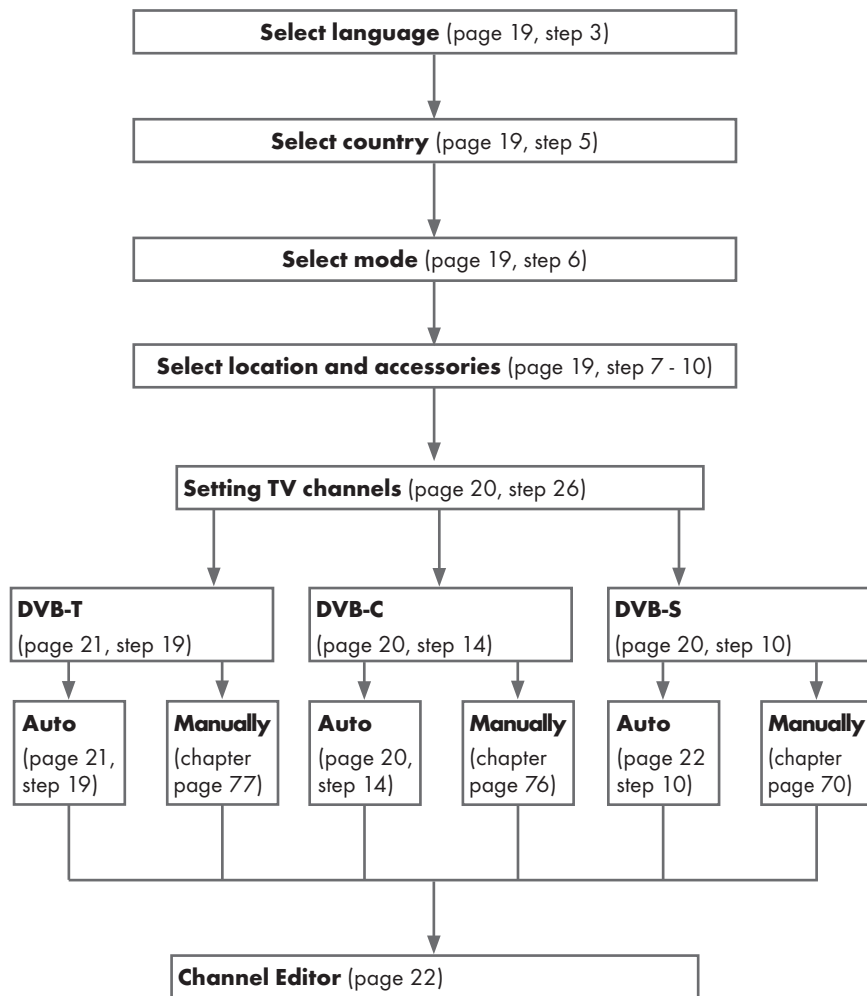 Select language (page 19, step 3)
Select country (page 19, step 5)
Select mode (page 19, step 6)
Select location and accessories (page 19, step 7 - 10)
Setting TV channels (page 20, step 26)
DVB-T
(page 21, step 19)
DVB-C
(page 20, step 14)
DVB-S
(page 20, step 10)
Auto
(page 21,
step 19)
Manually
(chapter
page 77)
Auto
(page 20,
step 14)
Manually
(chapter
page 76)
Auto
(page 22
step 10)
Manually
(chapter
page 70)
Channel Editor (page 22)